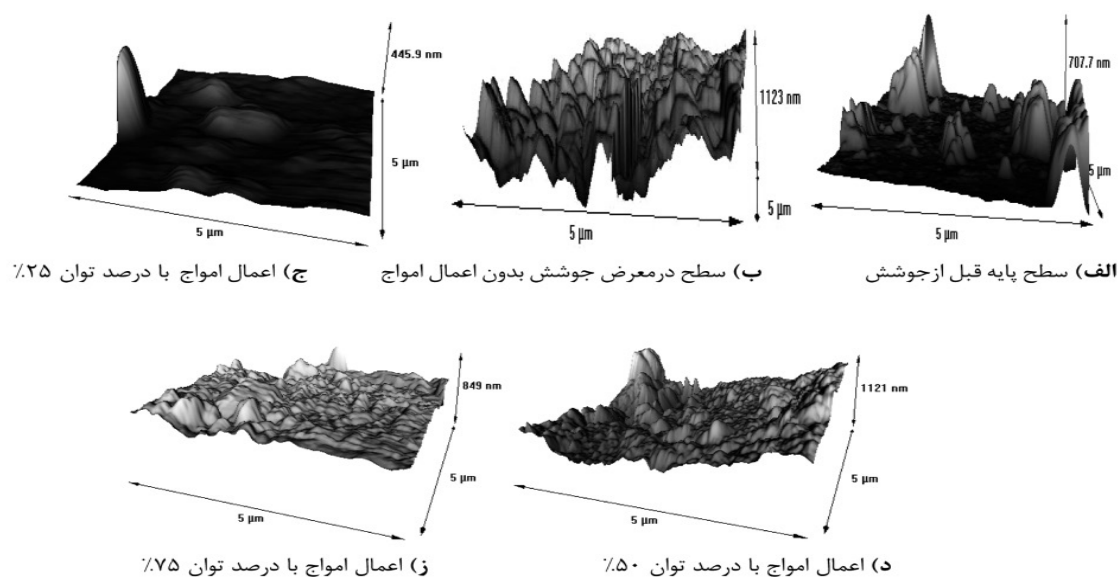 707.7 nm
5 µm
5 µm
الف) سطح پایه قبل ازجوشش
1123 nm
5 µm
5 µm
ب) سطح درمعرض جوشش بدون اعمال امواج
445.9 nm
5 µm
5 µm
ج) اعمال امواج با درصد توان ۲۵٪
1121 nm
5 µm
5 µm
د) اعمال امواج با درصد توان ۵۰٪
849 nm
5 µm
5 µm
ز) اعمال امواج با درصد توان ۷۵٪